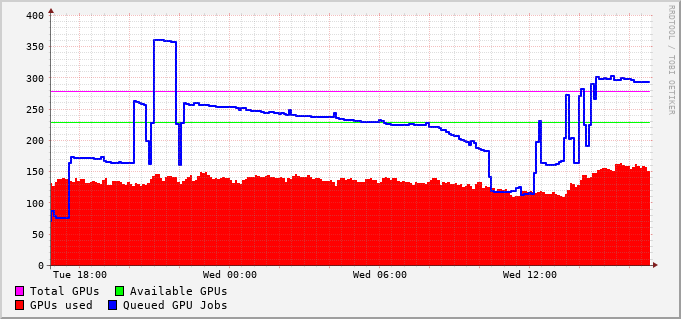 400
350
300
250
200
150
100
50
0
Tue 18:00 Wed 00:00 Wed 06:00 Wed 12:00
Total GPUs Available GPUs
GPUs used Queued GPU Jobs
RRDTOOL / TOBI OETIKER